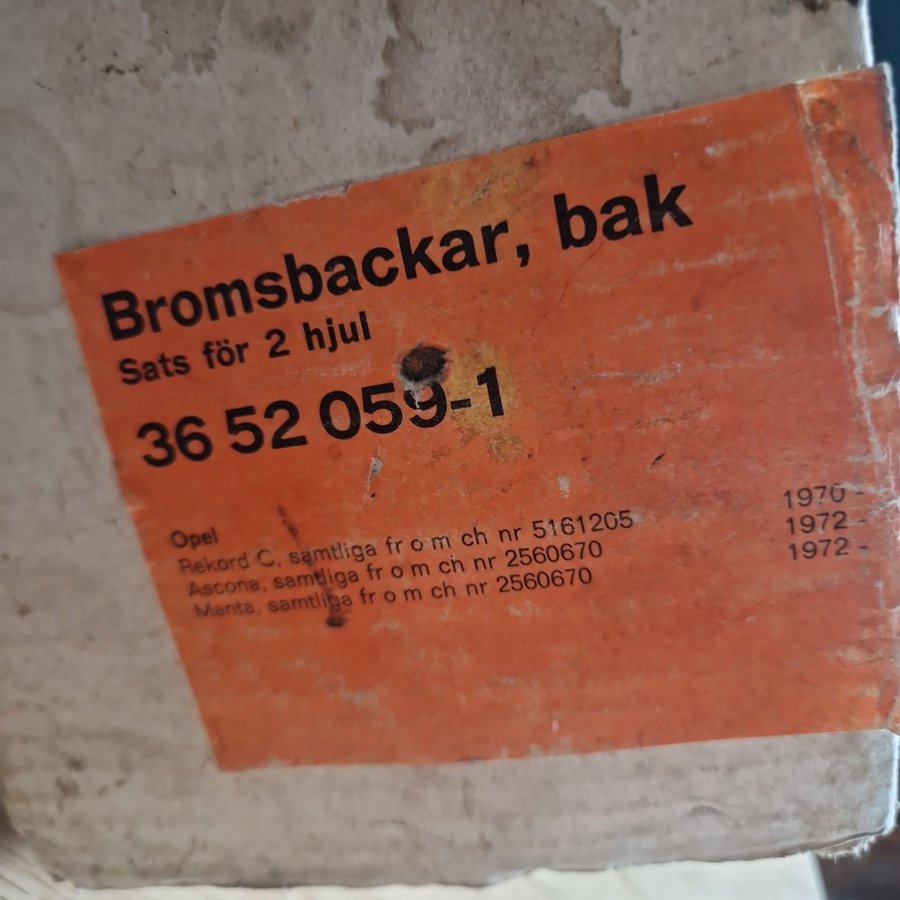 Bromsbackar, bak
Sats för 2 hjul
36 52 059-1
Opel
Rekord C, samtliga fr o m ch nr 5161205 1970 -
Ascona, samtliga fr o m ch nr 2560670 1972 -
Manta, samtliga fr o m ch nr 2560670 1972 -